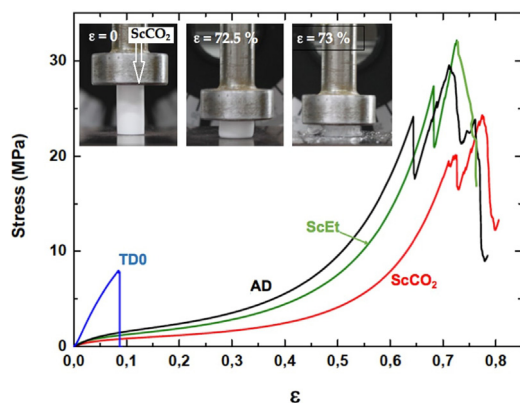 ε = 0
ScCO₂
ε = 72.5 %
ε = 73 %
30
20
10
0
Stress (MPa)
TD0
AD
ScEt
ScCO₂
0,0 0,1 0,2 0,3 0,4 0,5 0,6 0,7 0,8
ε